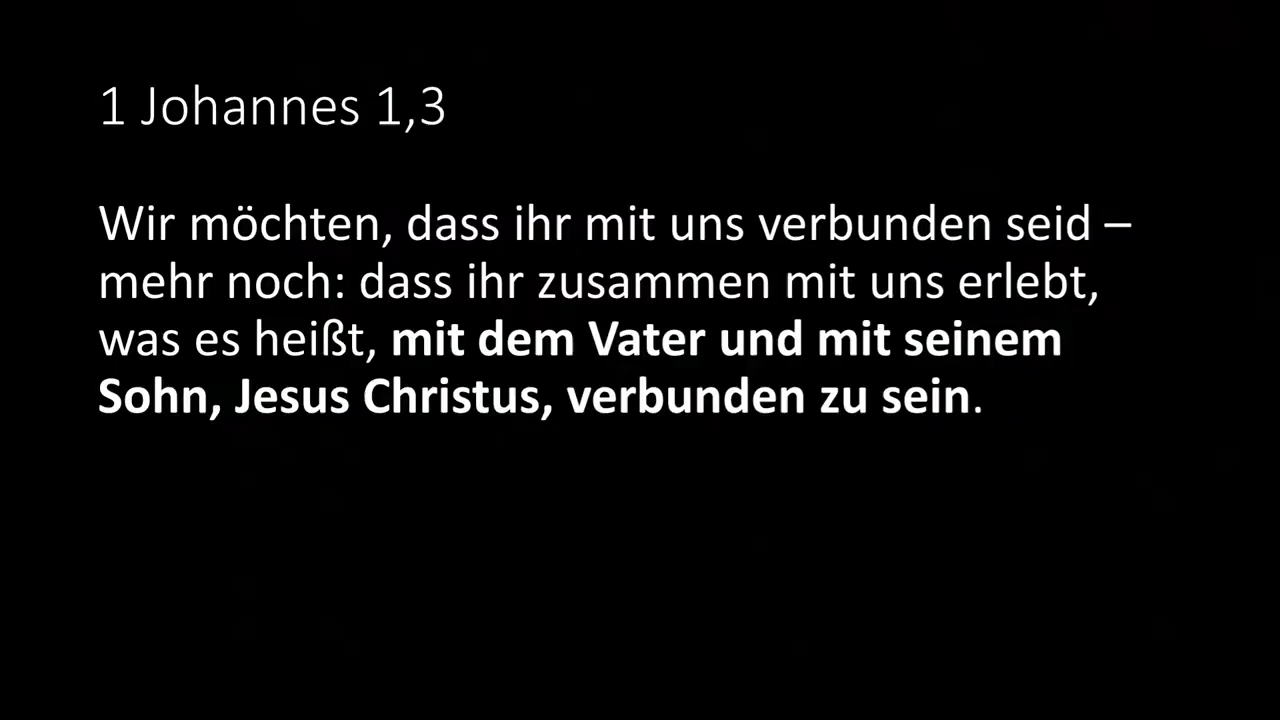 1 Johannes 1,3
Wir möchten, dass ihr mit uns verbunden seid –
mehr noch: dass ihr zusammen mit uns erlebt,
was es heißt, mit dem Vater und mit seinem
Sohn, Jesus Christus, verbunden zu sein.